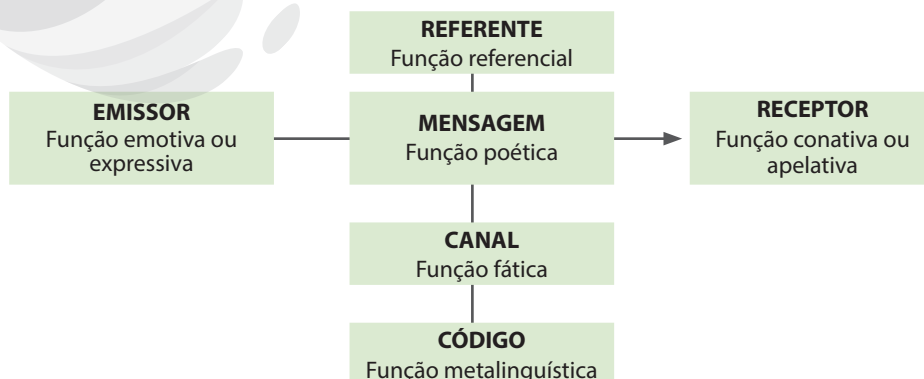 REFERENTE
Função referencial
EMISSOR
Função emotiva ou
expressiva
MENSAGEM
Função poética
RECEPTOR
Função conativa ou
apelativa
CANAL
Função fática
CÓDIGO
Função metalinguística